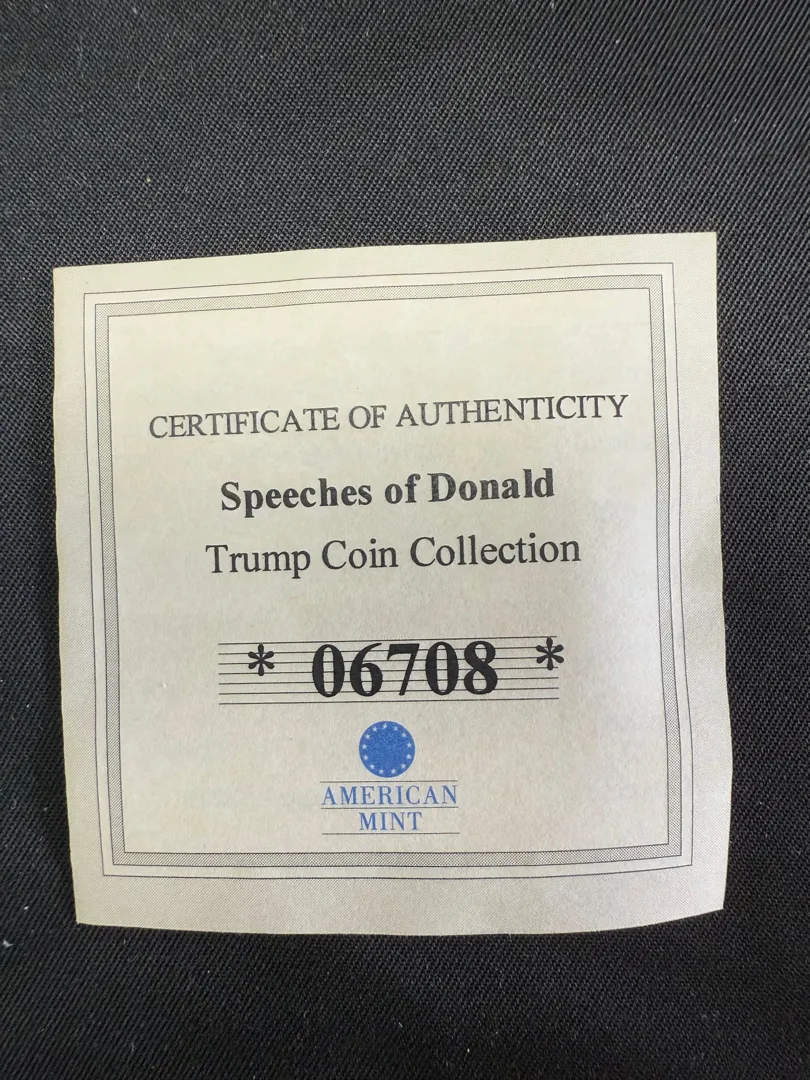 CERTIFICATE OF AUTHENTICITY
Speeches of Donald
Trump Coin Collection
* 06708 *
AMERICAN
MINT